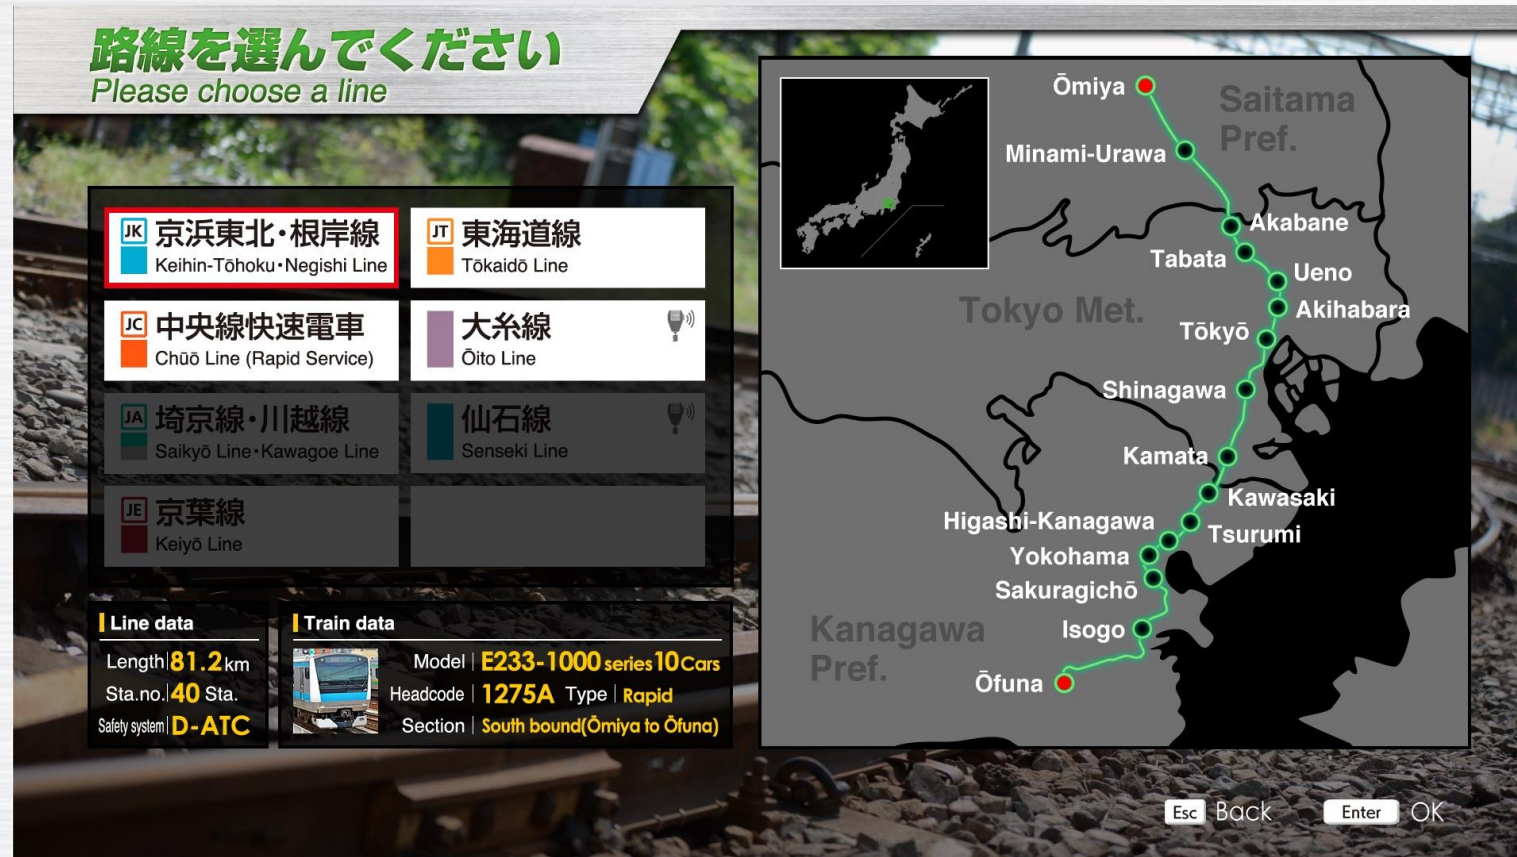 路線を選んでください
Please choose a line
JK 京浜東北・根岸線
Keihin-Tōhoku・Negishi Line
JT 東海道線
Tōkaidō Line
JC 中央線快速電車
Chūō Line (Rapid Service)
大糸線
Ōito Line
JA 埼京線・川越線
Saikyō Line・Kawagoe Line
仙石線
Senseki Line
JE 京葉線
Keiyō Line
Line data
Length 81.2 km
Sta.no. 40 Sta.
Safety system D-ATC
Train data
Model E233-1000 series 10 Cars
Headcode 1275A Type Rapid
Section South bound(Ōmiya to Ōfuna)
Ōmiya
Saitama
Pref.
Minami-Urawa
Akabane
Tabata
Ueno
Tokyo Met.
Akihabara
Tōkyō
Shinagawa
Kamata
Kawasaki
Higashi-Kanagawa
Tsurumi
Yokohama
Sakuragichō
Kanagawa
Pref.
Isogo
Ōfuna
Esc Back
Enter OK